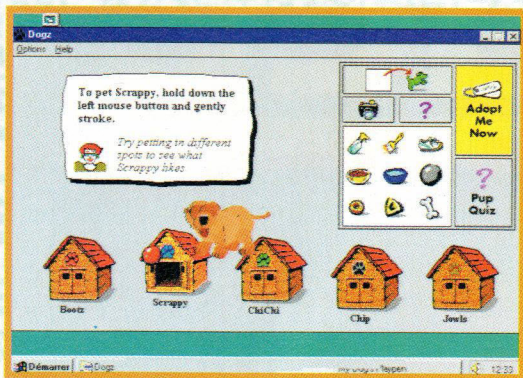 Dogz
Options Help
To pet Scrappy, hold down the
left mouse button and gently
stroke.
Try petting in different
spots to see what
Scrappy likes
Adopt
Me
Now
?
?
Pup
Quiz
Bootz
Scrappy
ChiChi
Chip
Jowlz
Démarrer
Dogz
Playpen
12:33